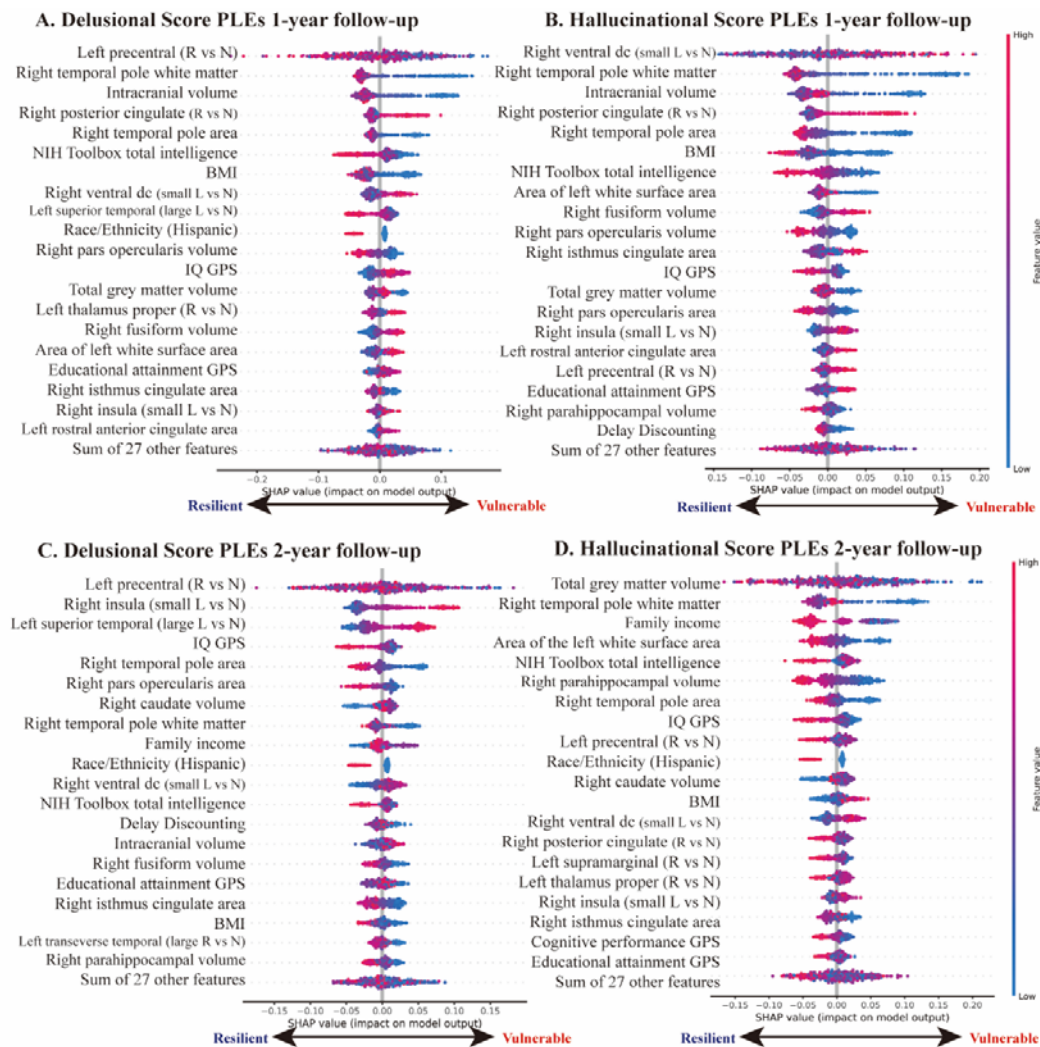 A. Delusional Score PLEs 1-year follow-up
Left precentral (R vs N)
Right temporal pole white matter
Intracranial volume
Right posterior cingulate (R vs N)
Right temporal pole area
NIH Toolbox total intelligence
BMI
Right ventral dc (small L vs N)
Left superior temporal (large L vs N)
Race/Ethnicity (Hispanic)
Right pars opercularis volume
IQ GPS
Total grey matter volume
Left thalamus proper (R vs N)
Right fusiform volume
Area of left white surface area
Educational attainment GPS
Right isthmus cingulate area
Right insula (small L vs N)
Left rostral anterior cingulate area
Sum of 27 other features
−0.2 −0.1 0.0 0.1
SHAP value (impact on model output)
Resilient Vulnerable
B. Hallucinational Score PLEs 1-year follow-up
Right ventral dc (small L vs N)
Right temporal pole white matter
Intracranial volume
Right posterior cingulate (R vs N)
Right temporal pole area
BMI
NIH Toolbox total intelligence
Area of left white surface area
Right fusiform volume
Right pars opercularis volume
Right isthmus cingulate area
IQ GPS
Total grey matter volume
Right pars opercularis area
Right insula (small L vs N)
Left rostral anterior cingulate area
Left precentral (R vs N)
Educational attainment GPS
Right parahippocampal volume
Delay Discounting
Sum of 27 other features
0.15 −0.10 −0.05 0.00 0.05 0.10 0.15 0.20
SHAP value (impact on model output)
Resilient Vulnerable
High
Feature value
Low
C. Delusional Score PLEs 2-year follow-up
Left precentral (R vs N)
Right insula (small L vs N)
Left superior temporal (large L vs N)
IQ GPS
Right temporal pole area
Right pars opercularis area
Right caudate volume
Right temporal pole white matter
Family income
Race/Ethnicity (Hispanic)
Right ventral dc (small L vs N)
NIH Toolbox total intelligence
Delay Discounting
Intracranial volume
Right fusiform volume
Educational attainment GPS
Right isthmus cingulate area
BMI
Left transeverse temporal (large R vs N)
Right parahippocampal volume
Sum of 27 other features
−0.15 −0.10 −0.05 0.00 0.05 0.10 0.15
SHAP value (impact on model output)
Resilient Vulnerable
D. Hallucinational Score PLEs 2-year follow-up
Total grey matter volume
Right temporal pole white matter
Family income
Area of the left white surface area
NIH Toolbox total intelligence
Right parahippocampal volume
Right temporal pole area
IQ GPS
Left precentral (R vs N)
Race/Ethnicity (Hispanic)
Right caudate volume
BMI
Right ventral dc (small L vs N)
Right posterior cingulate (R vs N)
Left supramarginal (R vs N)
Left thalamus proper (R vs N)
Right insula (small L vs N)
Right isthmus cingulate area
Cognitive performance GPS
Educational attainment GPS
Sum of 27 other features
−0.15 −0.10 −0.05 0.00 0.05 0.10 0.15 0.20
SHAP value (impact on model output)
Resilient Vulnerable
High
Feature value
Low